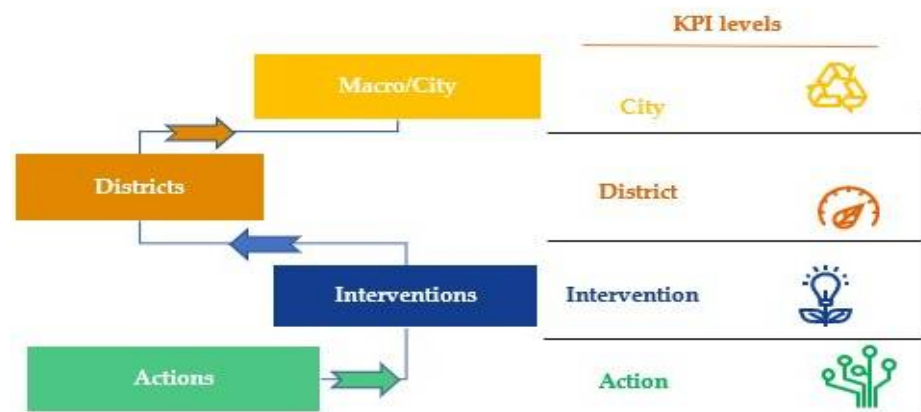 KPI levels
Macro/City
City
Districts
District
Interventions
Intervention
Actions
Action